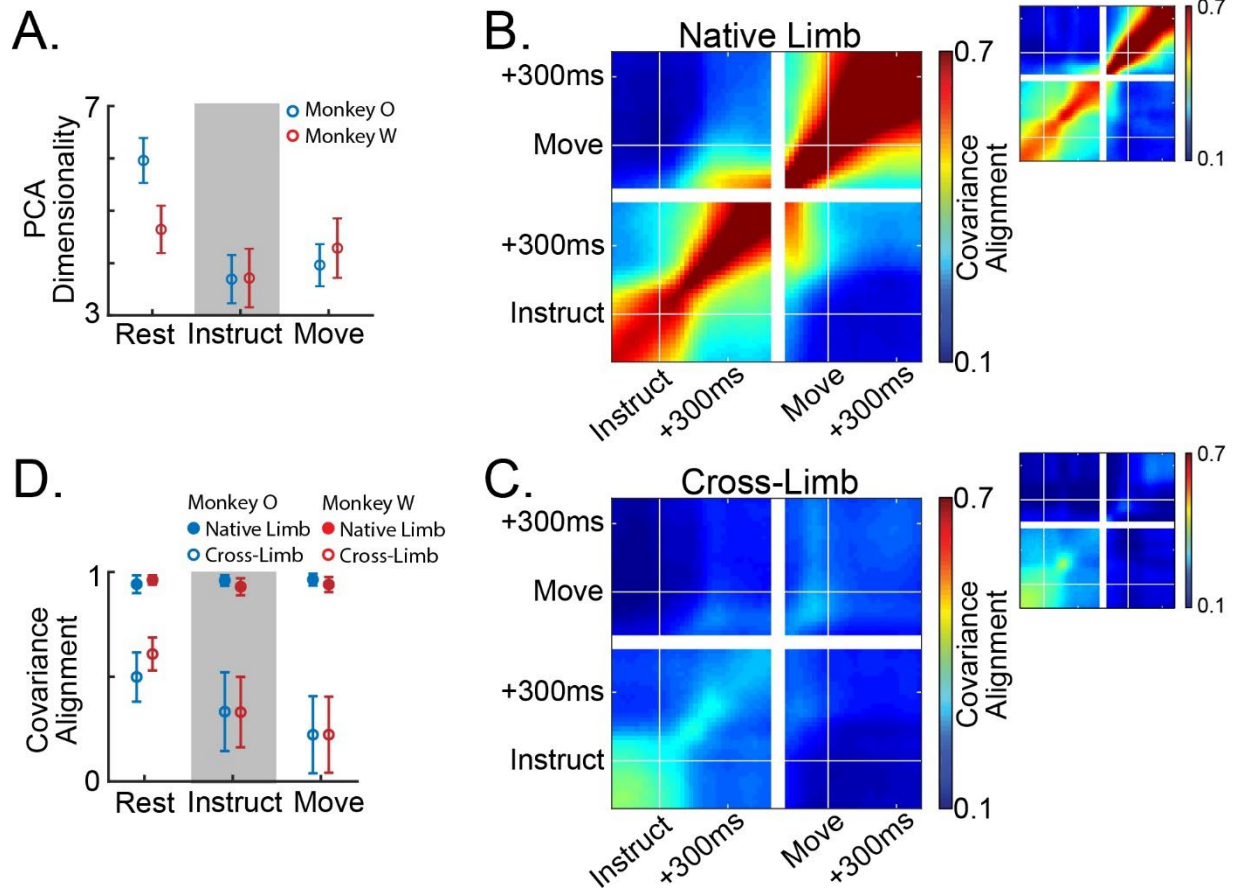 A.
7
PCA
Dimensionality
3
Monkey O
Monkey W
Rest
Instruct
Move
B.
Native Limb
+300ms
Move
+300ms
Instruct
Instruct
+300ms
Move
+300ms
0.7
Covariance
Alignment
0.1
0.7
0.1
D.
Monkey O
Native Limb
Cross-Limb
Monkey W
Native Limb
Cross-Limb
1
Covariance
Alignment
0
Rest
Instruct
Move
C.
Cross-Limb
+300ms
Move
+300ms
Instruct
Instruct
+300ms
Move
+300ms
0.7
Covariance
Alignment
0.1
0.7
0.1